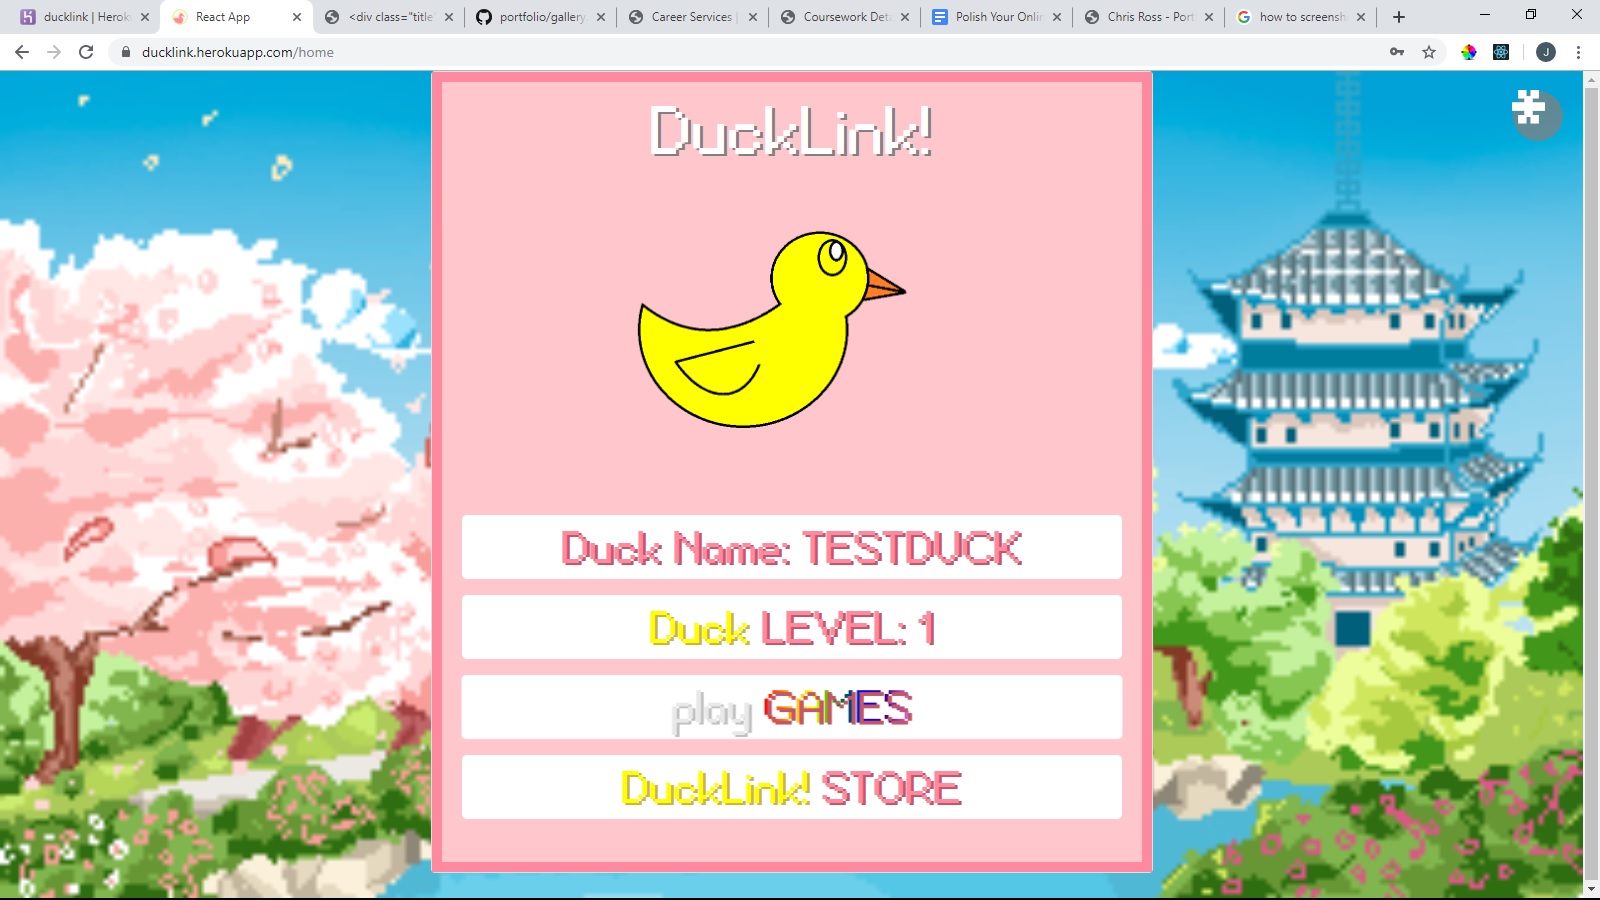 ducklink | Herok
React App
<div class="title"
portfolio/gallery
Career Services |
Coursework Det
Polish Your Onlin
Chris Ross - Port
how to screensh
ducklink.herokuapp.com/home
J
DuckLink!
Duck Name: TESTDUCK
Duck LEVEL: 1
play GAMES
DuckLink! STORE